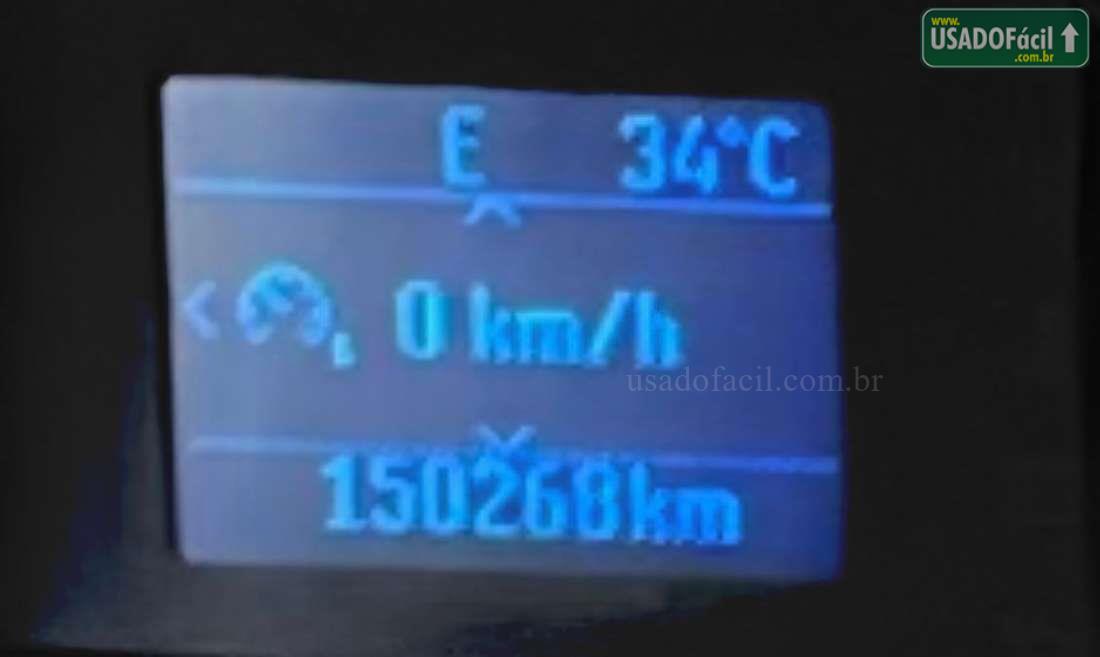 www.
USADOFácil
.com.br
E 34°C
0 km/h
usadofacil.com.br
150268km